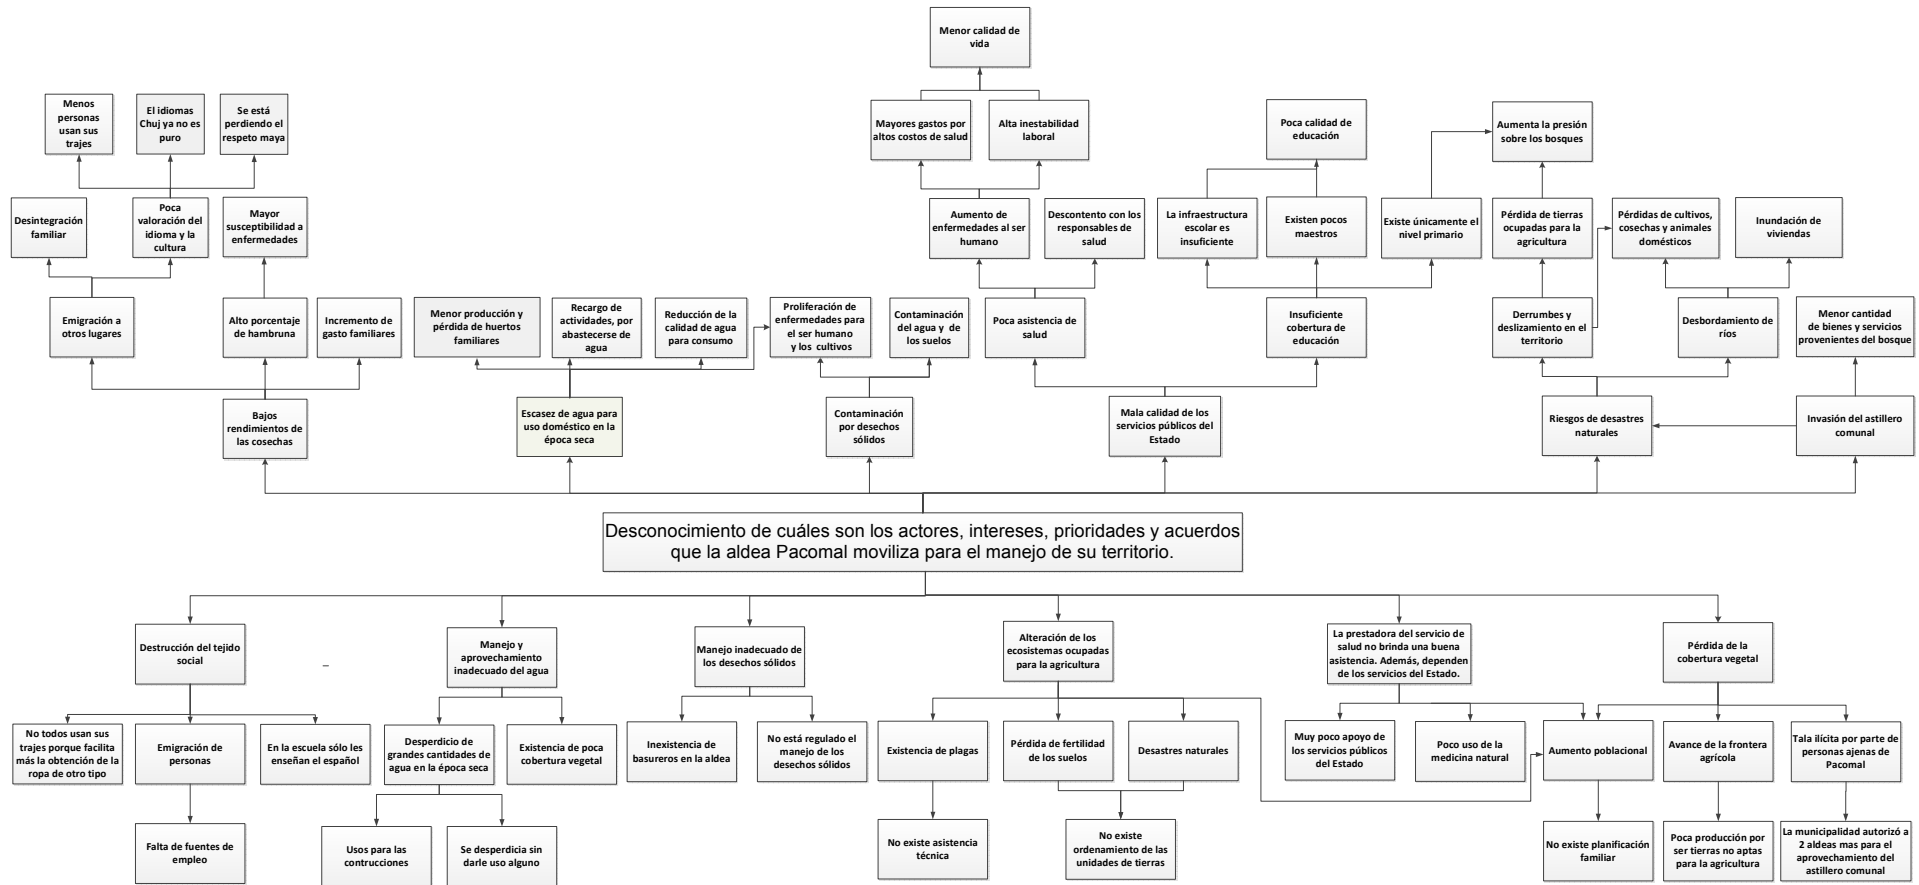 Menor calidad de
vida
Menos
personas
usan sus
trajes
El idiomas
Chuj ya no es
puro
Se está
perdiendo el
respeto maya
Mayores gastos por
altos costos de salud
Alta inestabilidad
laboral
Poca calidad de
educación
Aumenta la presión
sobre los bosques
Desintegración
familiar
Poca
valoración del
idioma y la
cultura
Mayor
susceptibilidad a
enfermedades
Aumento de
enfermedades al ser
humano
Descontento con los
responsables de
salud
La infraestructura
escolar es
insuficiente
Existen pocos
maestros
Existe únicamente el
nivel primario
Pérdida de tierras
ocupadas para la
agricultura
Pérdidas de cultivos,
cosechas y animales
domésticos
Inundación de
viviendas
Emigración a
otros lugares
Alto porcentaje
de hambruna
Incremento de
gasto familiares
Menor producción y
pérdida de huertos
familiares
Recargo de
actividades, por
abastecerse de
agua
Reducción de la
calidad de agua
para consumo
Proliferación de
enfermedades para
el ser humano
y los cultivos
Contaminación
del agua y de
los suelos
Poca asistencia de
salud
Insuficiente
cobertura de
educación
Derrumbes y
deslizamiento en el
territorio
Desbordamiento de
ríos
Menor cantidad
de bienes y servicios
provenientes del bosque
Bajos
rendimientos de
las cosechas
Escasez de agua para
uso doméstico en la
época seca
Contaminación
por desechos
sólidos
Mala calidad de los
servicios públicos del
Estado
Riesgos de desastres
naturales
Invasión del astillero
comunal
Desconocimiento de cuáles son los actores, intereses, prioridades y acuerdos
que la aldea Pacomal moviliza para el manejo de su territorio.
Destrucción del tejido
social
–
Manejo y
aprovechamiento
inadecuado del agua
Manejo inadecuado de
los desechos sólidos
Alteración de los
ecosistemas ocupadas
para la agricultura
La prestadora del servicio de
salud no brinda una buena
asistencia. Además, dependen
de los servicios del Estado.
Pérdida de la
cobertura vegetal
No todos usan sus
trajes porque facilita
más la obtención de la
ropa de otro tipo
Emigración de
personas
En la escuela sólo les
enseñan el español
Desperdicio de
grandes cantidades de
agua en la época seca
Existencia de poca
cobertura vegetal
Inexistencia de
basureros en la aldea
No está regulado el
manejo de los
desechos sólidos
Existencia de plagas
Pérdida de fertilidad
de los suelos
Desastres naturales
Muy poco apoyo de
los servicios públicos
del Estado
Poco uso de la
medicina natural
Aumento poblacional
Avance de la frontera
agrícola
Tala ilícita por parte de
personas ajenas de
Pacomal
Falta de fuentes de
empleo
Usos para las
contrucciones
Se desperdicia sin
darle uso alguno
No existe asistencia
técnica
No existe
ordenamiento de las
unidades de tierras
No existe planificación
familiar
Poca producción por
ser tierras no aptas
para la agricultura
La municipalidad autorizó a
2 aldeas mas para el
aprovechamiento del
astillero comunal